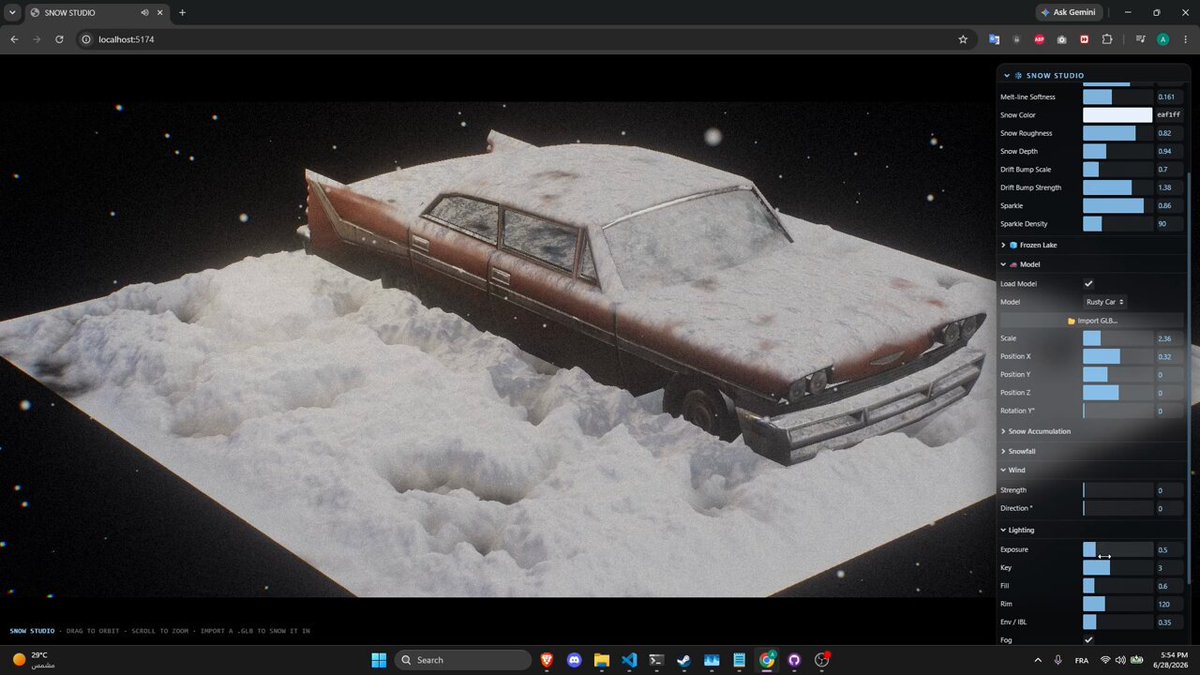 SNOW STUDIO
Ask Gemini
localhost:5174
ABP
A
SNOW STUDIO
Melt-line Softness 0.161
Snow Color eaf1ff
Snow Roughness 0.82
Snow Depth 0.94
Drift Bump Scale 0.7
Drift Bump Strength 1.38
Sparkle 0.86
Sparkle Density 90
Frozen Lake
Model
Load Model
Model Rusty Car
Import GLB...
Scale 2.36
Position X 0.32
Position Y 0
Position Z 0
Rotation Y° 0
Snow Accumulation
Snowfall
Wind
Strength 0
Direction ° 0
Lighting
Exposure 0.5
Key 3
Fill 0.6
Rim 120
Env / IBL 0.35
Fog
SNOW STUDIO · DRAG TO ORBIT · SCROLL TO ZOOM · IMPORT A .GLB TO SNOW IT IN
29°C
مشمس
Search
FRA
5:54 PM
6/28/2026